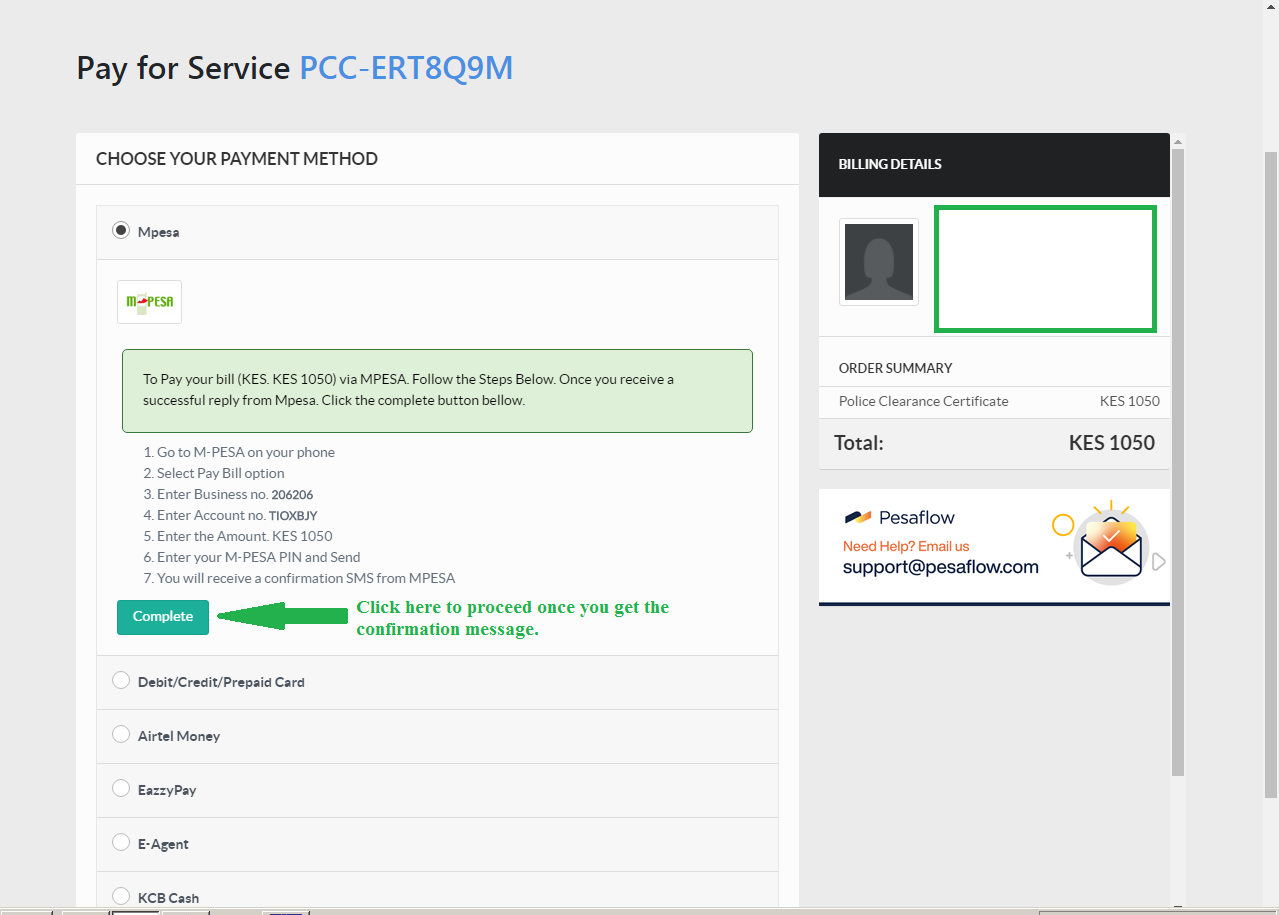 Pay for Service PCC-ERT8Q9M
CHOOSE YOUR PAYMENT METHOD
Mpesa
M-PESA
To Pay your bill (KES. KES 1050) via MPESA. Follow the Steps Below. Once you receive a
successful reply from Mpesa. Click the complete button bellow.
1. Go to M-PESA on your phone
2. Select Pay Bill option
3. Enter Business no. 206206
4. Enter Account no. TIOXBJY
5. Enter the Amount. KES 1050
6. Enter your M-PESA PIN and Send
7. You will receive a confirmation SMS from MPESA
Complete
Click here to proceed once you get the
confirmation message.
Debit/Credit/Prepaid Card
Airtel Money
EazzyPay
E-Agent
KCB Cash
BILLING DETAILS
ORDER SUMMARY
Police Clearance Certificate KES 1050
Total: KES 1050
Pesaflow
Need Help? Email us
support@pesaflow.com